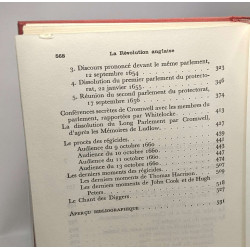 568 La Révolution anglaise
3. Discours prononcé devant le même parlement,
12 septembre 1654 323
4. Dissolution du premier parlement du protecto-
rat, 22 janvier 1655.
5. Réunion du second parlement du protectorat,
17 septembre 1656
Conférences secrètes de Cromwell avec les membres du
parlement, rapportées par Whitelocke
La dissolution du Long Parlement par Cromwell,
d'après les Mémoires de Ludlow.
Le procès des régicides.
Audience du 9 octobre 1660
Audience du 10 octobre 1660
Audience du 11 octobre 1660
Audience du 13 octobre 1660
Les derniers moments des régicides.
Les derniers moments de Thomas Harrison
Les derniers moments de John Cook et de Hugh
Peters
Le Chant des Diggers
Aperçu bibliographique